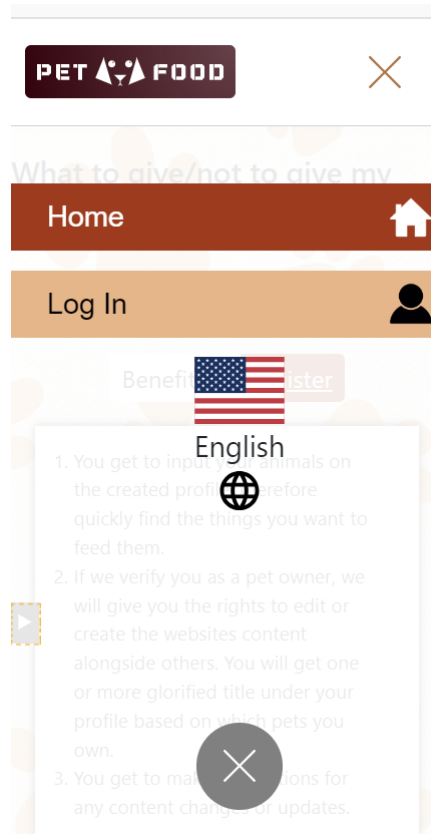 PET FOOD
What to give/not to give my
Home
Log In
Benefit ister
English
1. You get to input your animals on
the created profi erefore
quickly find the things you want to
feed them.
2. If we verify you as a pet owner, we
will give you the rights to edit or
create the websites content
alongside others. You will get one
or more glorified title under your
profile based on which pets you
own.
3. You get to ma ions for
any content changes or updates.